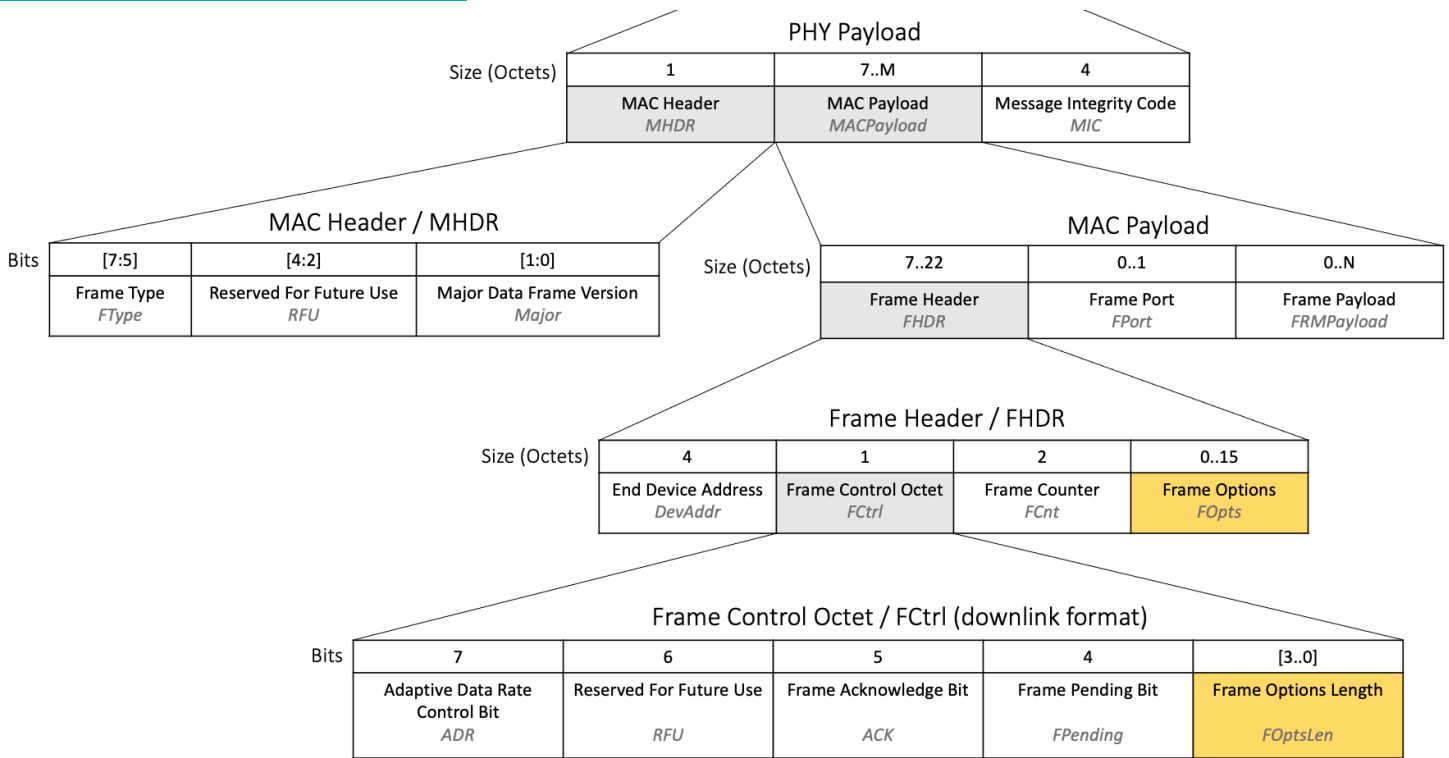 PHY Payload
Size (Octets) 1 7..M 4
MAC Header MAC Payload Message Integrity Code
MHDR MACPayload MIC
MAC Header / MHDR
Bits [7:5] [4:2] [1:0]
Frame Type Reserved For Future Use Major Data Frame Version
FType RFU Major
MAC Payload
Size (Octets) 7..22 0..1 0..N
Frame Header Frame Port Frame Payload
FHDR FPort FRMPayload
Frame Header / FHDR
Size (Octets) 4 1 2 0..15
End Device Address Frame Control Octet Frame Counter Frame Options
DevAddr FCtrl FCnt FOpts
Frame Control Octet / FCtrl (downlink format)
Bits 7 6 5 4 [3..0]
Adaptive Data Rate Reserved For Future Use Frame Acknowledge Bit Frame Pending Bit Frame Options Length
Control Bit
ADR RFU ACK FPending FOptsLen